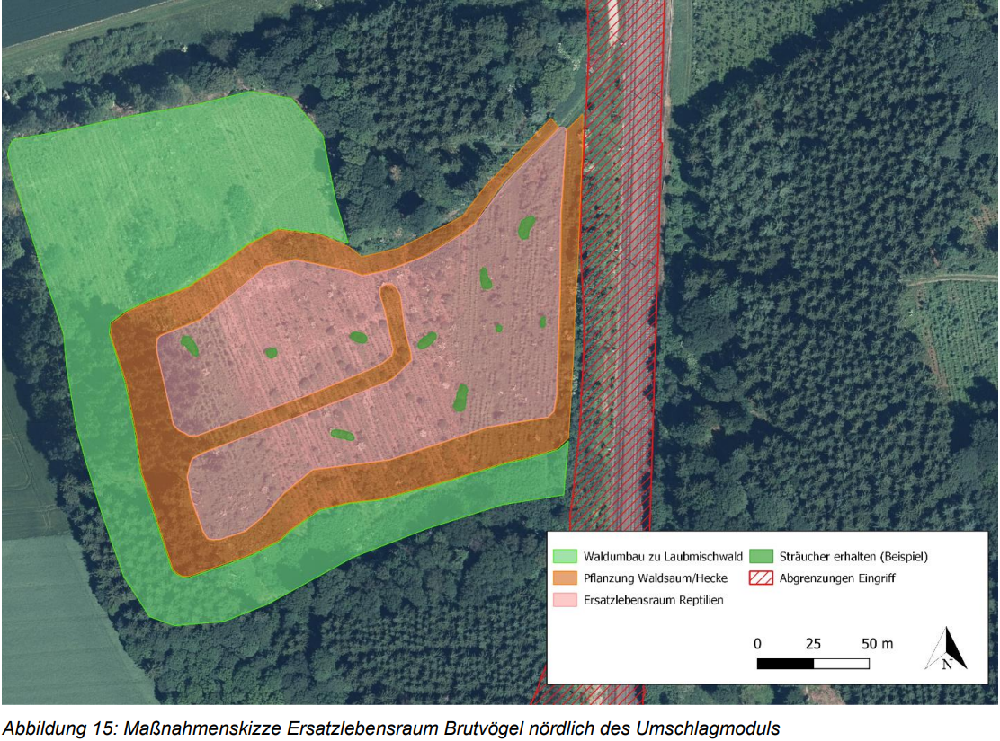 Waldumbau zu Laubmischwald
Sträucher erhalten (Beispiel)
Pflanzung Waldsaum/Hecke
Abgrenzungen Eingriff
Ersatzlebensraum Reptilien
0 25 50 m
N
Abbildung 15: Maßnahmenskizze Ersatzlebensraum Brutvögel nördlich des Umschlagmoduls